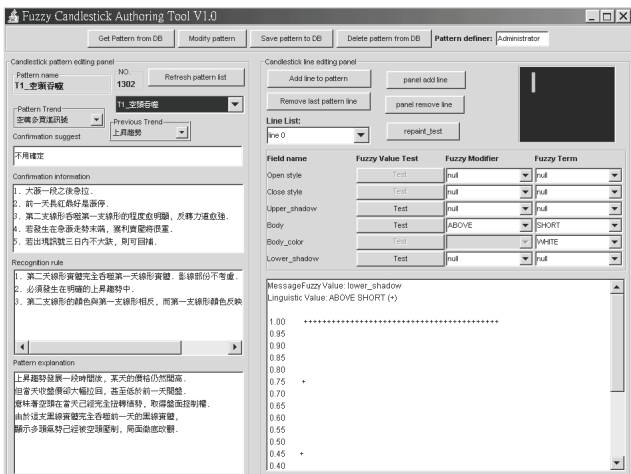 Fuzzy Candlestick Authoring Tool V1.0
Get Pattern from DB
Modify pattern
Save pattern to DB
Delete pattern from DB
Pattern definer:
Administrator
Candlestick pattern editing panel
Pattern name
T1_空頭吞噬
NO.
1302
Refresh pattern list
Pattern Trend
空轉多買進訊號
T1_空頭吞噬
Previous Trend
上昇趨勢
Confirmation suggest
不用確定
Confirmation information
1. 大漲一段之後急拉.
2. 前一天長紅最好是漲停.
3. 第二支線形吞噬第一支線形的程度愈明顯, 反轉力道愈強.
4. 若發生在急漲走勢末端, 獲利賣壓將很重.
5. 若出現訊號三日內不大跌, 則可回補.
Recognition rule
1. 第二天線形實體完全吞噬第一天線形實體. 影線部份不考慮.
2. 必須發生在明確的上昇趨勢中.
3. 第二支線形的顏色與第一支線形相反, 而第一支線形顏色反映
Pattern explanation
上昇趨勢發展一段時間後, 某天的價格仍然開高.
但當天收盤價卻大幅拉回, 甚至低於前一天開盤.
意味著空頭在當天已經完全扭轉情勢, 取得盤面控制權.
由於這支黑線實體完全吞噬前一天的黑線實體,
顯示多頭氣勢已經被空頭壓制, 局面徹底改觀.
Candlestick line editing panel
Add line to pattern
panel add line
Remove last pattern line
panel remove line
Line List:
line 0
repaint_test
Field name Fuzzy Value Test Fuzzy Modifier Fuzzy Term
Open style Test null null
Close style Test null null
Upper_shadow Test null null
Body Test ABOVE SHORT
Body_color Test WHITE
Lower_shadow Test null null
MessageFuzzy Value: lower_shadow
Linguistic Value: ABOVE SHORT (+)
1.00 +++++++++++++++++++++++++++++++++++++++
0.95
0.90
0.85
0.80
0.75 +
0.70
0.65
0.60
0.55
0.50
0.45 +
0.40